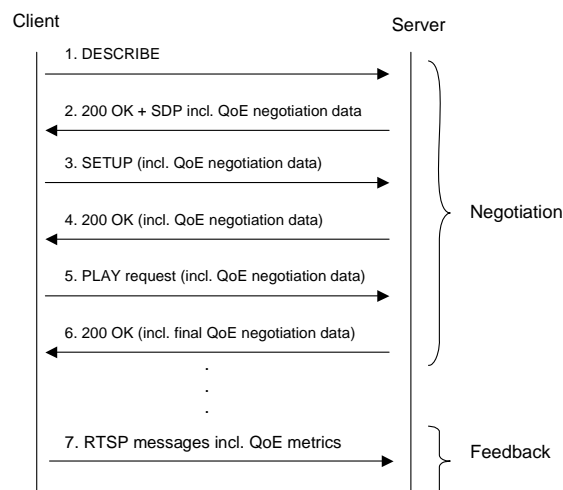 Client
Server
1. DESCRIBE
2. 200 OK + SDP incl. QoE negotiation data
3. SETUP (incl. QoE negotiation data)
4. 200 OK (incl. QoE negotiation data)
Negotiation
5. PLAY request (incl. QoE negotiation data)
6. 200 OK (incl. final QoE negotiation data)
.
.
.
7. RTSP messages incl. QoE metrics
Feedback